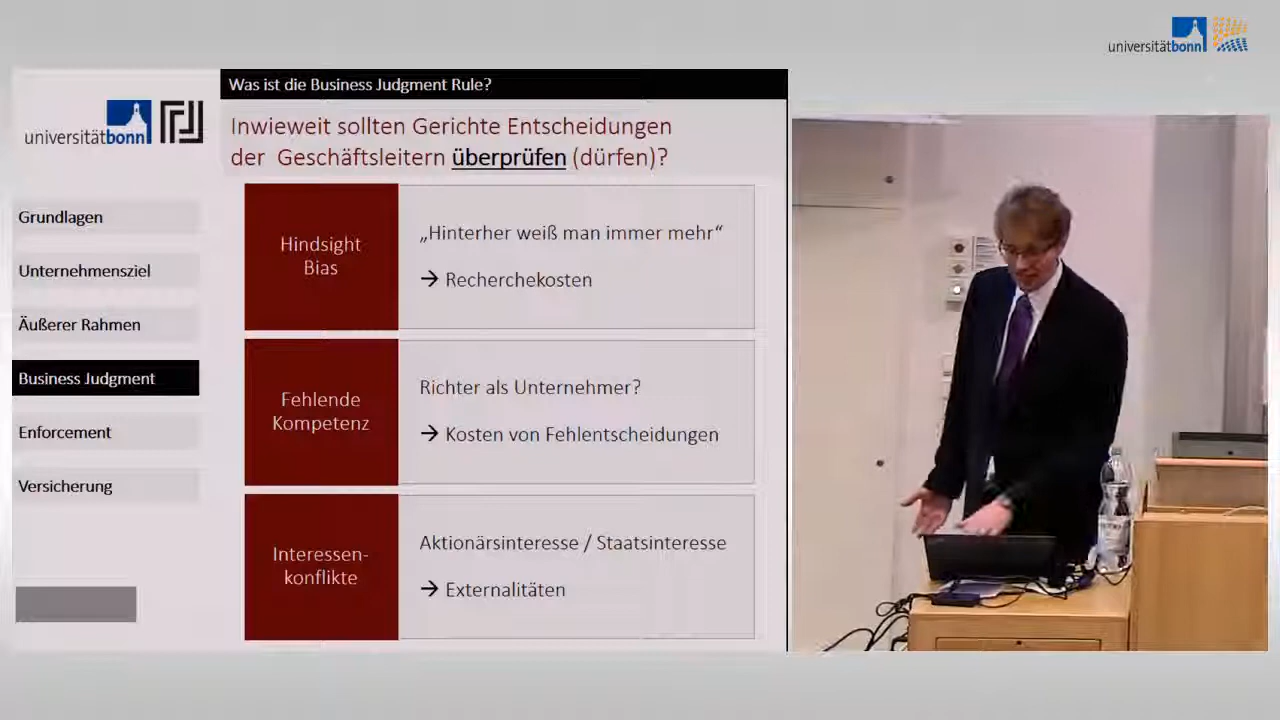 universitätbonn
Was ist die Business Judgment Rule?
universitätbonn
Inwieweit sollten Gerichte Entscheidungen
der Geschäftsleitern überprüfen (dürfen)?
Grundlagen
Unternehmensziel
Äußerer Rahmen
Business Judgment
Enforcement
Versicherung
Hindsight
Bias
„Hinterher weiß man immer mehr“
→ Recherchekosten
Fehlende
Kompetenz
Richter als Unternehmer?
→ Kosten von Fehlentscheidungen
Interessen-
konflikte
Aktionärsinteresse / Staatsinteresse
→ Externalitäten